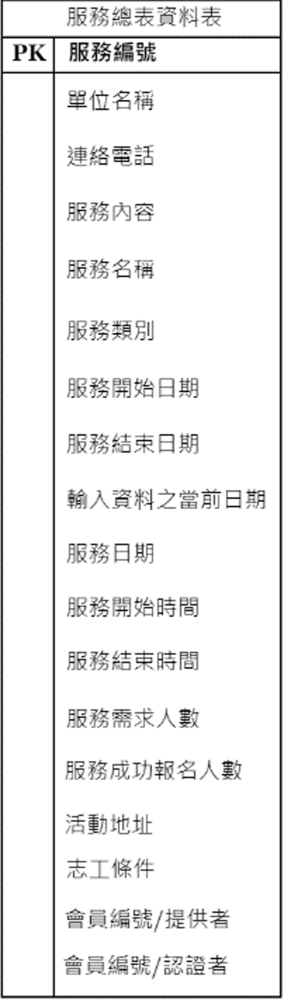 服務總表資料表
PK 服務編號
單位名稱
連絡電話
服務內容
服務名稱
服務類別
服務開始日期
服務結束日期
輸入資料之當前日期
服務日期
服務開始時間
服務結束時間
服務需求人數
服務成功報名人數
活動地址
志工條件
會員編號/提供者
會員編號/認證者